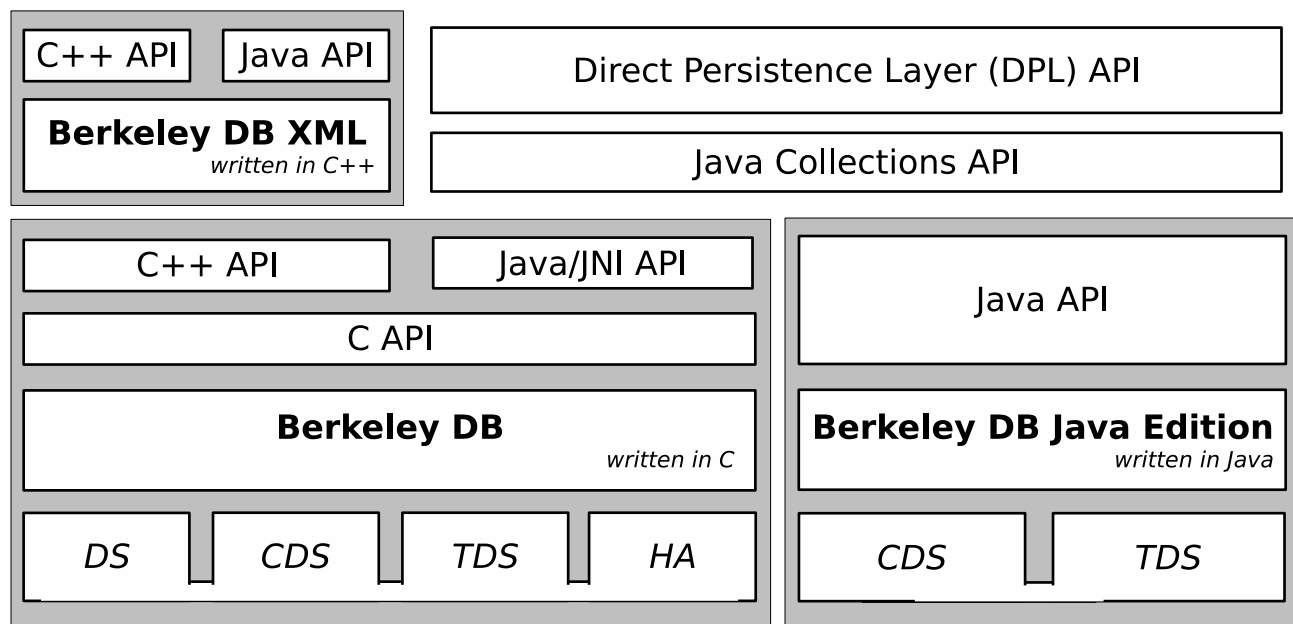 C++ API
Java API
Berkeley DB XML
written in C++
Direct Persistence Layer (DPL) API
Java Collections API
C++ API
Java/JNI API
C API
Berkeley DB
written in C
DS
CDS
TDS
HA
Java API
Berkeley DB Java Edition
written in Java
CDS
TDS